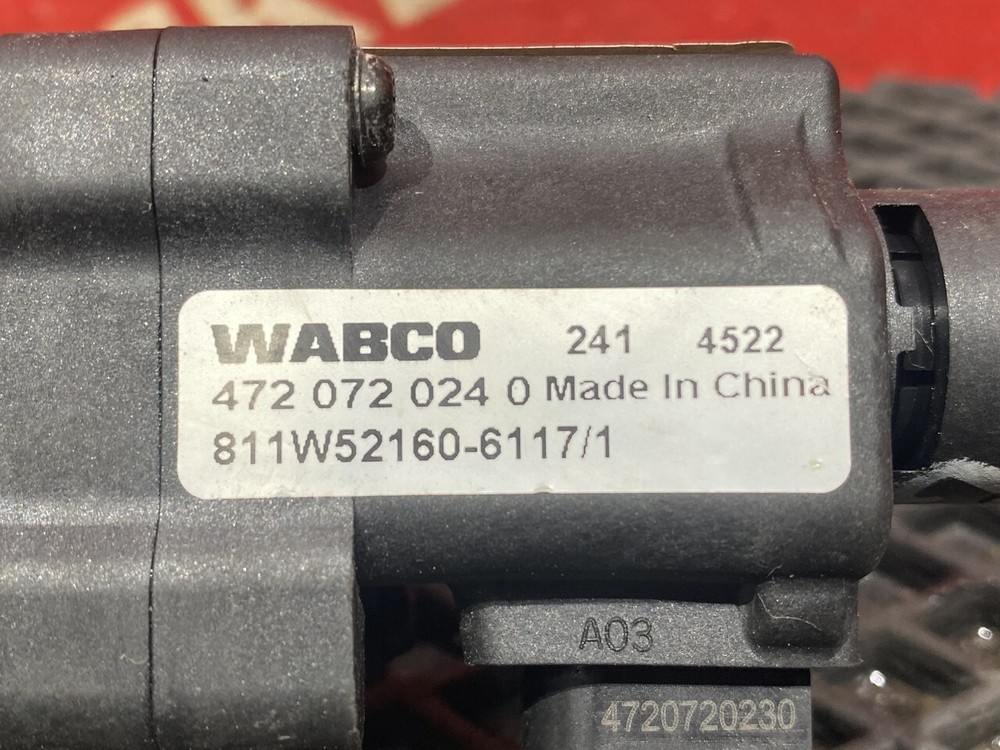 WABCO 241 4522
472 072 024 0 Made In China
811W52160-6117/1
A03
4720720230